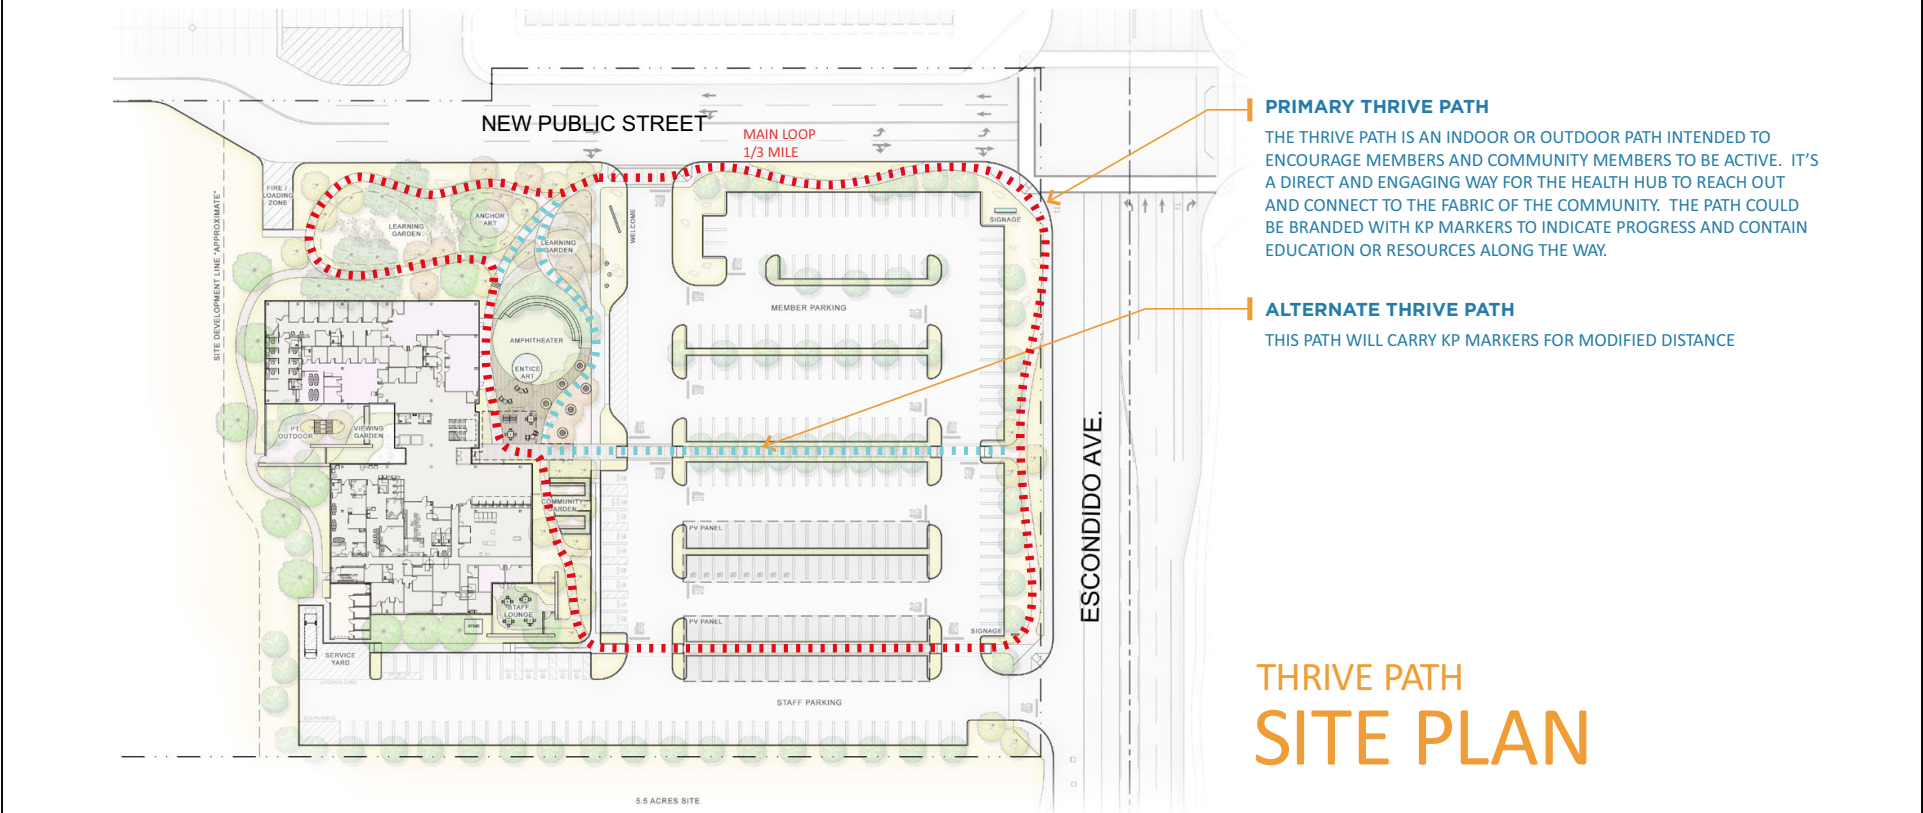 NEW PUBLIC STREET
MAIN LOOP
1/3 MILE
PRIMARY THRIVE PATH
THE THRIVE PATH IS AN INDOOR OR OUTDOOR PATH INTENDED TO
ENCOURAGE MEMBERS AND COMMUNITY MEMBERS TO BE ACTIVE. IT'S
A DIRECT AND ENGAGING WAY FOR THE HEALTH HUB TO REACH OUT
AND CONNECT TO THE FABRIC OF THE COMMUNITY. THE PATH COULD
BE BRANDED WITH KP MARKERS TO INDICATE PROGRESS AND CONTAIN
EDUCATION OR RESOURCES ALONG THE WAY.
ALTERNATE THRIVE PATH
THIS PATH WILL CARRY KP MARKERS FOR MODIFIED DISTANCE
FIRE /
LOADING
ZONE
SITE DEVELOPMENT LINE "APPROXIMATE"
LEARNING
GARDEN
ANCHOR
ART
LEARNING
GARDEN
WELCOME
SIGNAGE
MEMBER PARKING
AMPHITHEATER
ENTICE
ART
PT
OUTDOOR
VIEWING
GARDEN
COMMUNITY
GARDEN
PV PANEL
PV PANEL
STAFF
LOUNGE
SIGNAGE
SERVICE
YARD
STAFF PARKING
ESCONDIDO AVE.
5.5 ACRES SITE
THRIVE PATH
SITE PLAN